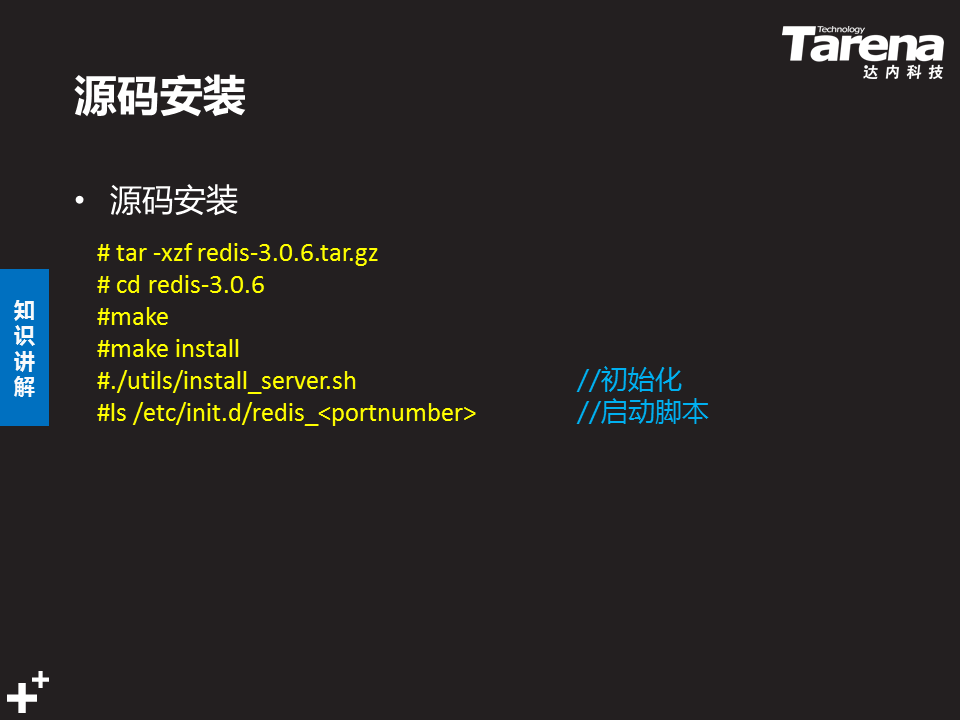 Technology
Tarena
达内科技
源码安装
• 源码安装
# tar -xzf redis-3.0.6.tar.gz
# cd redis-3.0.6
#make
#make install
#./utils/install_server.sh //初始化
#ls /etc/init.d/redis_<portnumber> //启动脚本
知识讲解